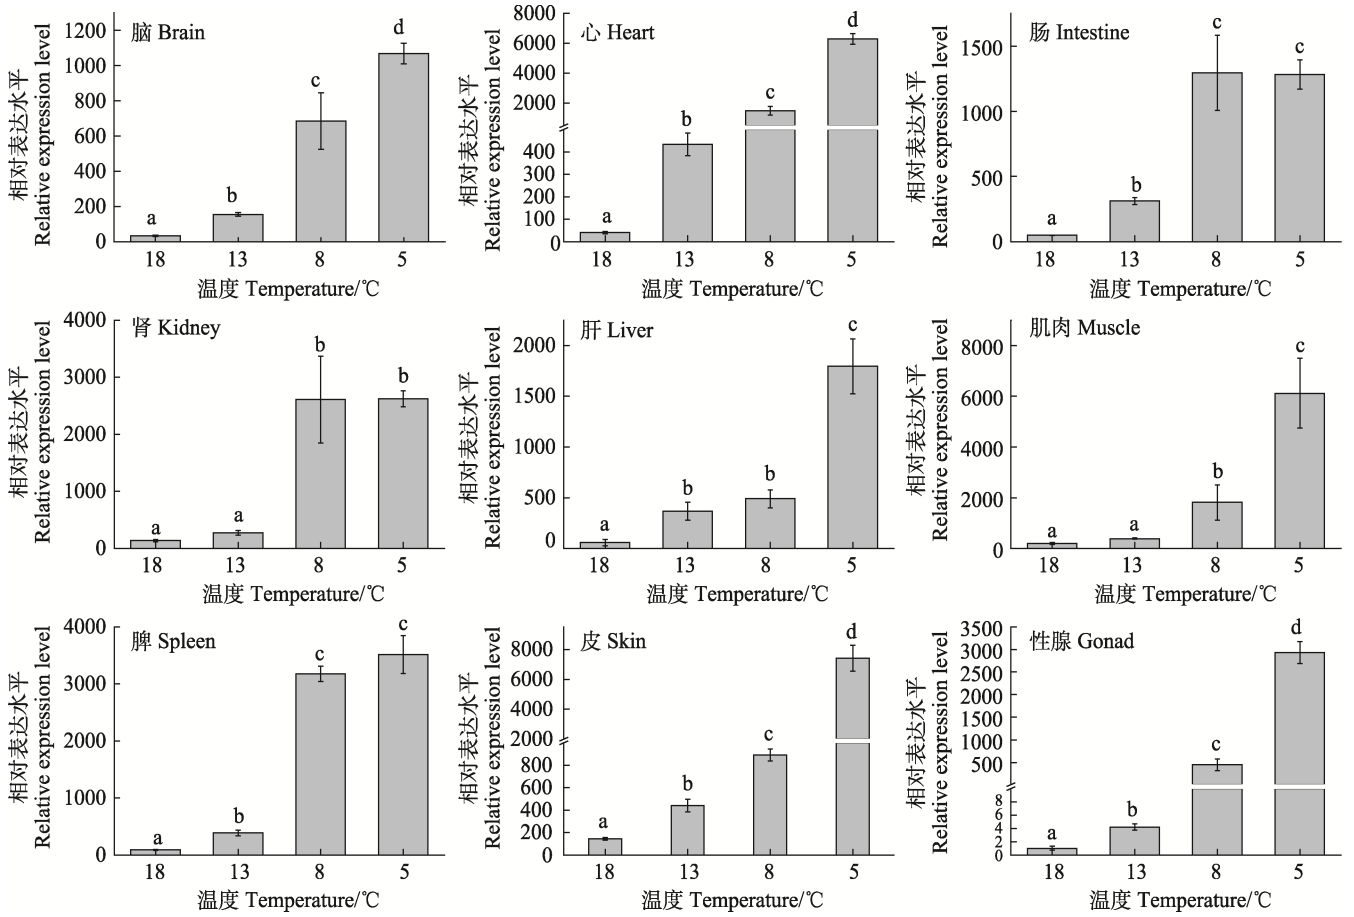 脑 Brain
相对表达水平
Relative expression level
1200
1000
800
600
400
200
0
a
b
c
d
18 13 8 5
温度 Temperature/℃
心 Heart
相对表达水平
Relative expression level
8000
6000
4000
2000
400
300
200
100
0
a
b
c
d
18 13 8 5
温度 Temperature/℃
肠 Intestine
相对表达水平
Relative expression level
1500
1000
500
0
a
b
c
c
18 13 8 5
温度 Temperature/℃
肾 Kidney
相对表达水平
Relative expression level
4000
3000
2000
1000
0
a
a
b
b
18 13 8 5
温度 Temperature/℃
肝 Liver
相对表达水平
Relative expression level
2000
1500
1000
500
0
a
b
b
c
18 13 8 5
温度 Temperature/℃
肌肉 Muscle
相对表达水平
Relative expression level
8000
6000
4000
2000
0
a
a
b
c
18 13 8 5
温度 Temperature/℃
脾 Spleen
相对表达水平
Relative expression level
4000
3000
2000
1000
0
a
b
c
c
18 13 8 5
温度 Temperature/℃
皮 Skin
相对表达水平
Relative expression level
8000
6000
4000
2000
800
600
400
200
0
a
b
c
d
18 13 8 5
温度 Temperature/℃
性腺 Gonad
相对表达水平
Relative expression level
3500
3000
2500
2000
1500
1000
500
8
6
4
2
0
a
b
c
d
18 13 8 5
温度 Temperature/℃